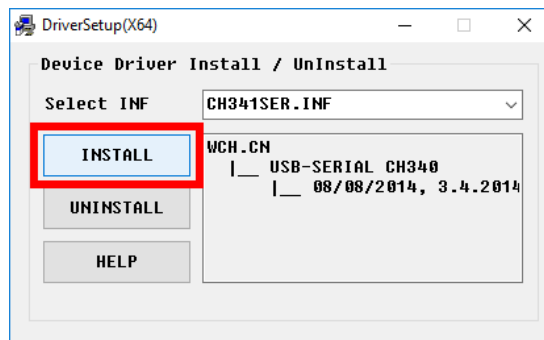 DriverSetup(X64)
Device Driver Install / UnInstall
Select INF
CH341SER.INF
INSTALL
UNINSTALL
HELP
WCH.CN
|__ USB-SERIAL CH340
|__ 08/08/2014, 3.4.2014